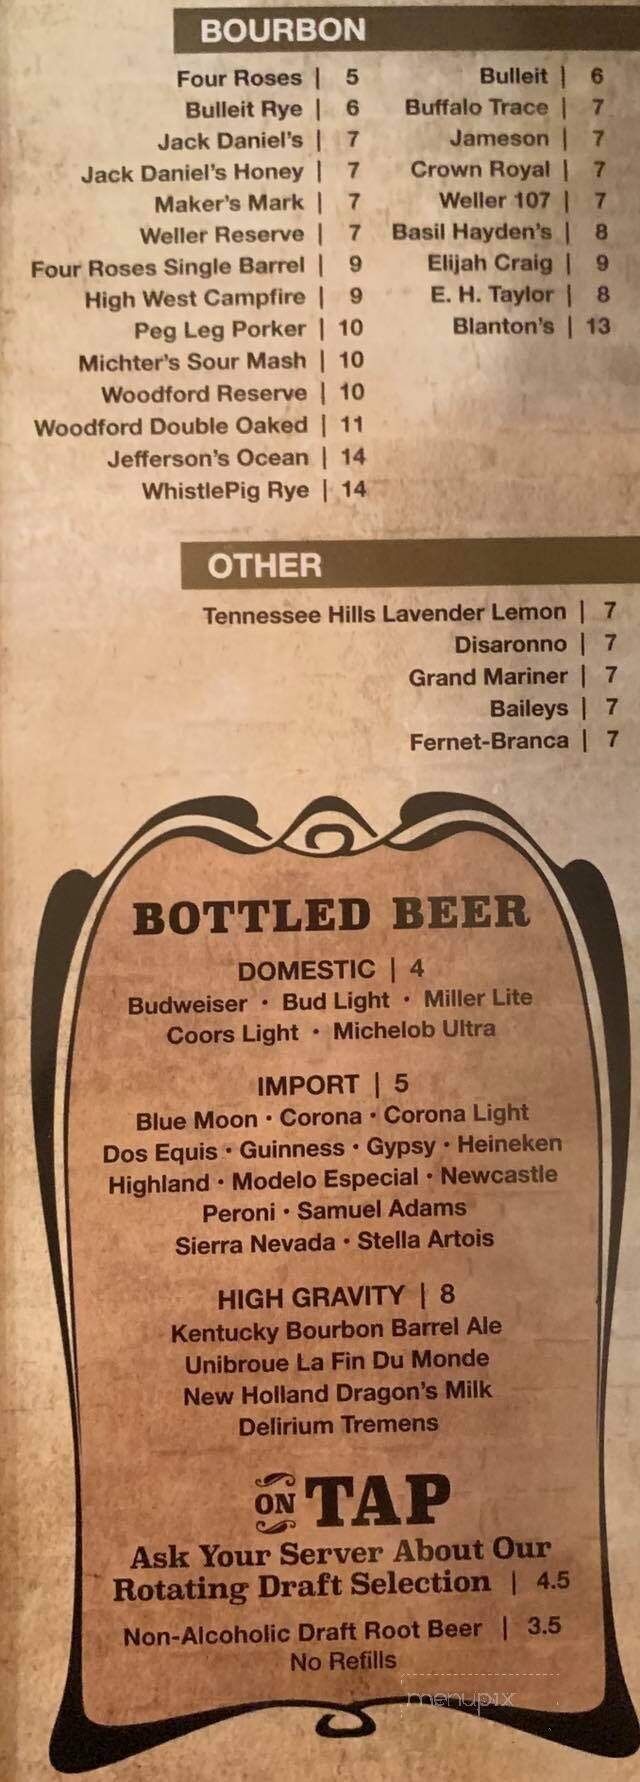 BOURBON
Four Roses | 5
Bulleit Rye | 6
Jack Daniel's | 7
Jack Daniel's Honey | 7
Maker's Mark | 7
Weller Reserve | 7
Four Roses Single Barrel | 9
High West Campfire | 9
Peg Leg Porker | 10
Michter's Sour Mash | 10
Woodford Reserve | 10
Woodford Double Oaked | 11
Jefferson's Ocean | 14
WhistlePig Rye | 14
Bulleit | 6
Buffalo Trace | 7
Jameson | 7
Crown Royal | 7
Weller 107 | 7
Basil Hayden's | 8
Elijah Craig | 9
E. H. Taylor | 8
Blanton's | 13
OTHER
Tennessee Hills Lavender Lemon | 7
Disaronno | 7
Grand Mariner | 7
Baileys | 7
Fernet-Branca | 7
BOTTLED BEER
DOMESTIC | 4
Budweiser • Bud Light • Miller Lite
Coors Light • Michelob Ultra
IMPORT | 5
Blue Moon • Corona • Corona Light
Dos Equis • Guinness • Gypsy • Heineken
Highland • Modelo Especial • Newcastle
Peroni • Samuel Adams
Sierra Nevada • Stella Artois
HIGH GRAVITY | 8
Kentucky Bourbon Barrel Ale
Unibroue La Fin Du Monde
New Holland Dragon's Milk
Delirium Tremens
ON TAP
Ask Your Server About Our
Rotating Draft Selection | 4.5
Non-Alcoholic Draft Root Beer | 3.5
No Refills
menupix